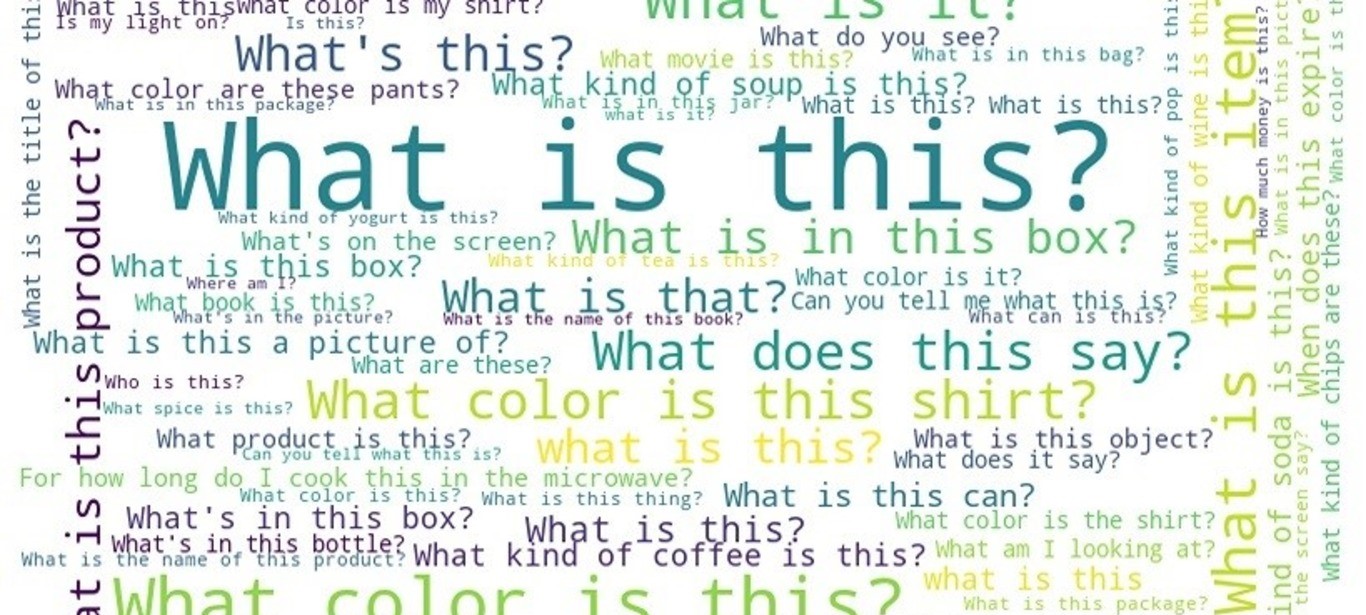 What is this
What color is my shirt?
What is it?
Is my light on?
Is this?
What do you see?
What's this?
What movie is this?
What is in this bag?
What color are these pants?
What kind of soup is this?
What is in this package?
What is in this jar?
What is this?
What is this?
what is it?
What is this?
What kind of yogurt is this?
What's on the screen?
What is in this box?
What is this box?
What kind of tea is this?
Where am I?
What color is it?
What book is this?
What is that?
Can you tell me what this is?
What's in the picture?
What is the name of this book?
What can is this?
What is this a picture of?
What does this say?
What are these?
Who is this?
What color is this shirt?
What spice is this?
What product is this?
what is this?
What is this object?
Can you tell what this is?
What does it say?
For how long do I cook this in the microwave?
What color is this?
What is this thing?
What is this can?
What's in this box?
What is this?
What color is the shirt?
What's in this bottle?
What is the name of this product?
What kind of coffee is this?
What am I looking at?
What color is this?
what is this
What is this package?
What is the title of this
is this product?
What kind of pop is this
What kind of wine is this
What is this item?
How much money is this?
What is in this
kind of soda is this?
When does this expire?
the screen say?
What color is
What kind of chips are these?